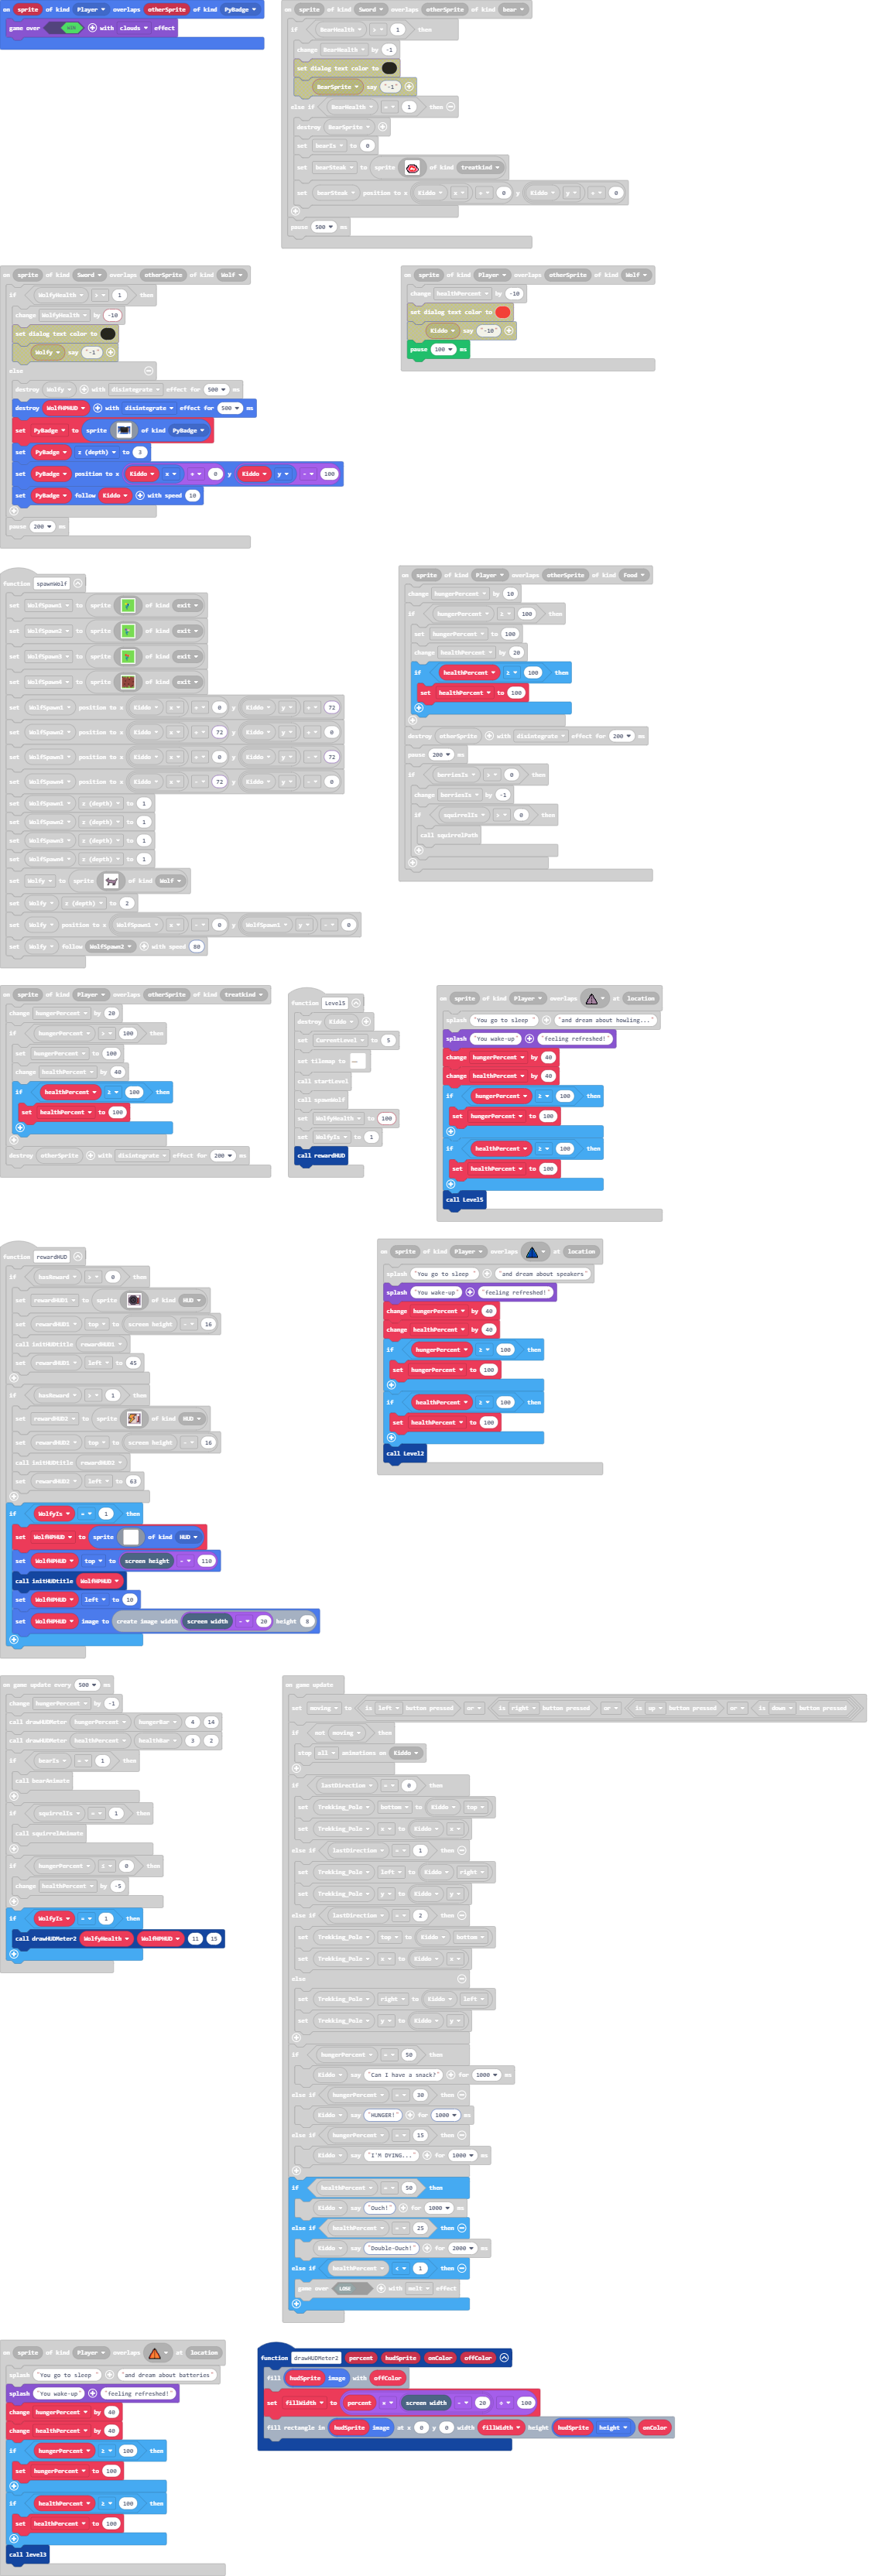 on sprite of kind Player overlaps otherSprite of kind PyBadge
game over WIN with clouds effect
on sprite of kind Sword overlaps otherSprite of kind bear
if BearHealth > 1 then
change BearHealth by -1
set dialog text color to
BearSprite say "-1"
else if BearHealth = 1 then
destroy BearSprite
set bearIs to 0
set bearSteak to sprite of kind treatkind
set bearSteak position to x Kiddo x + 0 y Kiddo y + 0
pause 500 ms
on sprite of kind Sword overlaps otherSprite of kind Wolf
if WolfyHealth > 1 then
change WolfyHealth by -10
set dialog text color to
Wolfy say "-1"
else
destroy Wolfy with disintegrate effect for 500 ms
destroy WolfHPHUD with disintegrate effect for 500 ms
set PyBadge to sprite of kind PyBadge
set PyBadge z (depth) to 3
set PyBadge position to x Kiddo x + 0 y Kiddo y - 100
set PyBadge follow Kiddo with speed 10
pause 200 ms
on sprite of kind Player overlaps otherSprite of kind Wolf
change healthPercent by -10
set dialog text color to
Kiddo say "-10"
pause 100 ms
function spawnWolf
set WolfSpawn1 to sprite of kind exit
set WolfSpawn2 to sprite of kind exit
set WolfSpawn3 to sprite of kind exit
set WolfSpawn4 to sprite of kind exit
set WolfSpawn1 position to x Kiddo x + 0 y Kiddo y + 72
set WolfSpawn2 position to x Kiddo x + 72 y Kiddo y + 0
set WolfSpawn3 position to x Kiddo x + 0 y Kiddo y - 72
set WolfSpawn4 position to x Kiddo x - 72 y Kiddo y - 0
set WolfSpawn1 z (depth) to 1
set WolfSpawn2 z (depth) to 1
set WolfSpawn3 z (depth) to 1
set WolfSpawn4 z (depth) to 1
set Wolfy to sprite of kind Wolf
set Wolfy z (depth) to 2
set Wolfy position to x WolfSpawn1 x - 0 y WolfSpawn1 y - 0
set Wolfy follow WolfSpawn2 with speed 80
on sprite of kind Player overlaps otherSprite of kind Food
change hungerPercent by 10
if hungerPercent ≥ 100 then
set hungerPercent to 100
change healthPercent by 20
if healthPercent ≥ 100 then
set healthPercent to 100
destroy otherSprite with disintegrate effect for 200 ms
pause 200 ms
if berriesIs > 0 then
change berriesIs by -1
if squirrelIs > 0 then
call squirrelPath
on sprite of kind Player overlaps otherSprite of kind treatkind
change hungerPercent by 20
if hungerPercent ≥ 100 then
set hungerPercent to 100
change healthPercent by 40
if healthPercent ≥ 100 then
set healthPercent to 100
destroy otherSprite with disintegrate effect for 200 ms
function Level5
destroy Kiddo
set CurrentLevel to 5
set tilemap to
call startLevel
call spawnWolf
set WolfyHealth to 100
set WolfyIs to 1
call rewardHUD
on sprite of kind Player overlaps at location
splash "You go to sleep" "and dream about howling..."
splash "You wake-up" "feeling refreshed!"
change hungerPercent by 40
change healthPercent by 40
if hungerPercent ≥ 100 then
set hungerPercent to 100
if healthPercent ≥ 100 then
set healthPercent to 100
call Level5
function rewardHUD
if hasReward > 0 then
set rewardHUD1 to sprite of kind HUD
set rewardHUD1 top to screen height - 16
call initHUDtitle rewardHUD1
set rewardHUD1 left to 45
if hasReward > 1 then
set rewardHUD2 to sprite of kind HUD
set rewardHUD2 top to screen height - 16
call initHUDtitle rewardHUD2
set rewardHUD2 left to 63
if WolfyIs = 1 then
set WolfHPHUD to sprite of kind HUD
set WolfHPHUD top to screen height - 110
call initHUDtitle WolfHPHUD
set WolfHPHUD left to 10
set WolfHPHUD image to create image width screen width - 20 height 8
on sprite of kind Player overlaps at location
splash "You go to sleep" "and dream about speakers"
splash "You wake-up" "feeling refreshed!"
change hungerPercent by 40
change healthPercent by 40
if hungerPercent ≥ 100 then
set hungerPercent to 100
if healthPercent ≥ 100 then
set healthPercent to 100
call Level2
on game update every 500 ms
change hungerPercent by -1
call drawHUDMeter hungerPercent hungerBar 4 14
call drawHUDMeter healthPercent healthBar 3 2
if bearIs = 1 then
call bearAnimate
if squirrelIs = 1 then
call squirrelAnimate
if hungerPercent ≤ 0 then
change healthPercent by -5
if WolfyIs = 1 then
call drawHUDMeter2 WolfyHealth WolfHPHUD 11 15
on game update
set moving to is left button pressed or is right button pressed or is up button pressed or is down button pressed
if not moving then
stop all animations on Kiddo
if lastDirection = 0 then
set Trekking_Pole bottom to Kiddo top
set Trekking_Pole x to Kiddo x
else if lastDirection = 1 then
set Trekking_Pole left to Kiddo right
set Trekking_Pole y to Kiddo y
else if lastDirection = 2 then
set Trekking_Pole top to Kiddo bottom
set Trekking_Pole x to Kiddo x
else
set Trekking_Pole right to Kiddo left
set Trekking_Pole y to Kiddo y
if hungerPercent = 50 then
Kiddo say "Can I have a snack?" for 1000 ms
else if hungerPercent = 30 then
Kiddo say "HUNGER!" for 1000 ms
else if hungerPercent = 15 then
Kiddo say "I'M DYING..." for 1000 ms
if healthPercent = 50 then
Kiddo say "Ouch!" for 1000 ms
else if healthPercent = 25 then
Kiddo say "Double-Ouch!" for 2000 ms
else if healthPercent < 1 then
game over LOSE with melt effect
on sprite of kind Player overlaps at location
splash "You go to sleep" "and dream about batteries"
splash "You wake-up" "feeling refreshed!"
change hungerPercent by 40
change healthPercent by 40
if hungerPercent ≥ 100 then
set hungerPercent to 100
if healthPercent ≥ 100 then
set healthPercent to 100
call level3
function drawHUDMeter2 percent hudSprite onColor offColor
fill hudSprite image with offColor
set fillWidth to percent × screen width - 20 ÷ 100
fill rectangle in hudSprite image at x 0 y 0 width fillWidth height hudSprite height onColor